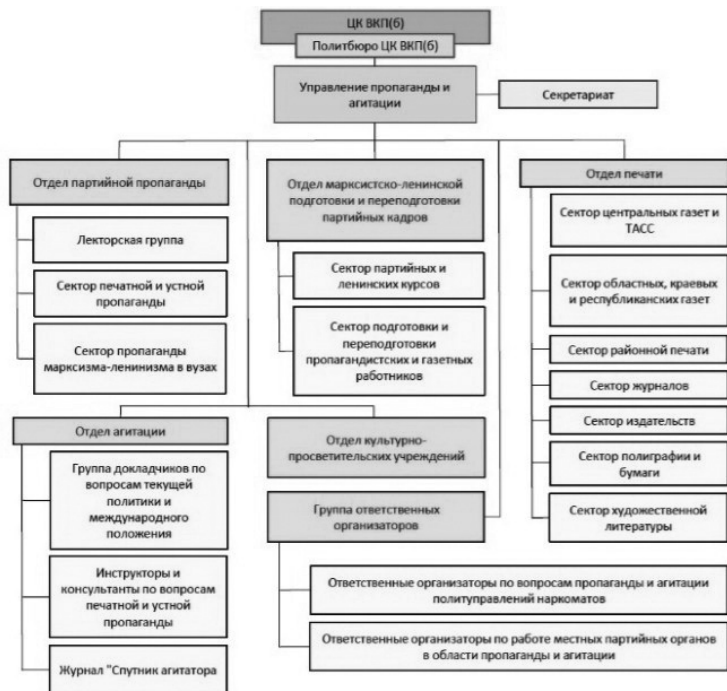 ЦК ВКП(б)
Политбюро ЦК ВКП(б)
Управление пропаганды и
агитации
Секретариат
Отдел партийной пропаганды
Лекторская группа
Сектор печатной и устной
пропаганды
Сектор пропаганды
марксизма-ленинизма в вузах
Отдел марксистско-ленинской
подготовки и переподготовки
партийных кадров
Сектор партийных и
ленинских курсов
Сектор подготовки и
переподготовки
пропагандистских и газетных
работников
Отдел печати
Сектор центральных газет и
ТАСС
Сектор областных, краевых
и республиканских газет
Сектор районной печати
Сектор журналов
Сектор издательств
Сектор полиграфии и
бумаги
Сектор художественной
литературы
Отдел агитации
Группа докладчиков по
вопросам текущей
политики и
международного
положения
Инструкторы и
консультанты по вопросам
печатной и устной
пропаганды
Журнал "Спутник агитатора
Отдел культурно-
просветительских учреждений
Группа ответственных
организаторов
Ответственные организаторы по вопросам пропаганды и агитации
политуправлений наркоматов
Ответственные организаторы по работе местных партийных органов
в области пропаганды и агитации